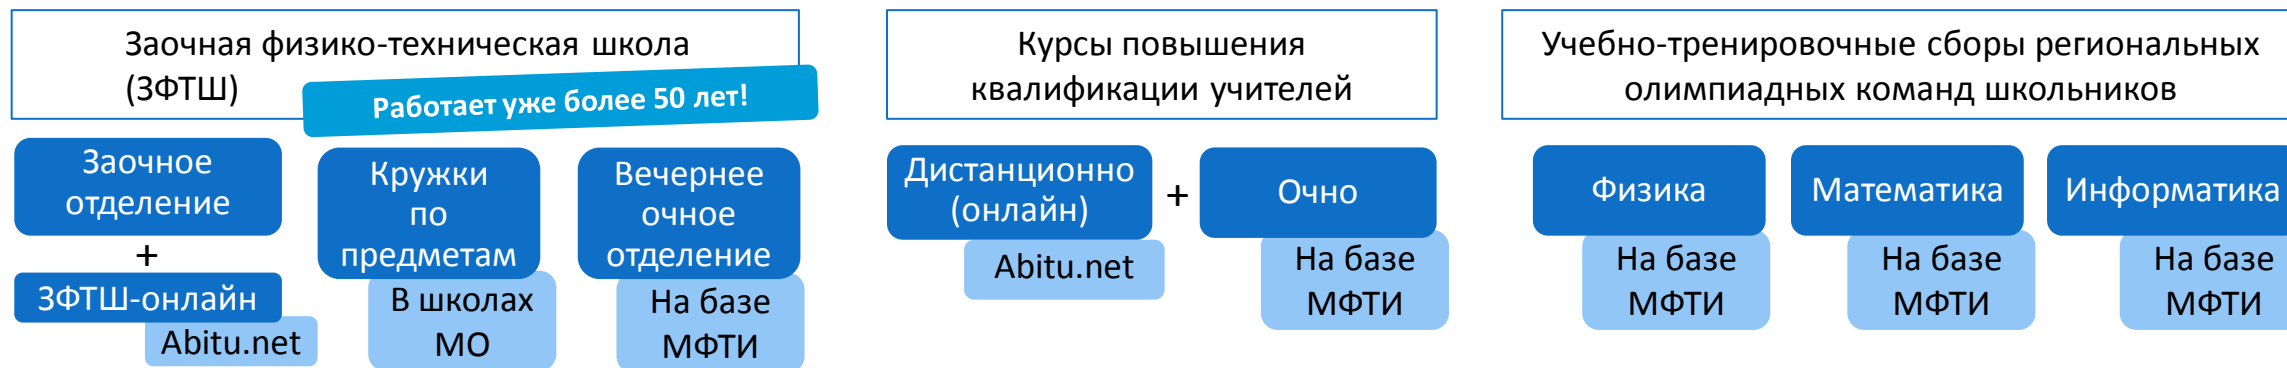 Заочная физико-техническая школа
(ЗФТШ)
Работает уже более 50 лет!
Заочное
отделение
+
ЗФТШ-онлайн
Abitu.net
Кружки
по
предметам
В школах
МО
Вечернее
очное
отделение
На базе
МФТИ
Курсы повышения
квалификации учителей
Дистанционно
(онлайн)
Abitu.net
+
Очно
На базе
МФТИ
Учебно-тренировочные сборы региональных
олимпиадных команд школьников
Физика
На базе
МФТИ
Математика
На базе
МФТИ
Информатика
На базе
МФТИ